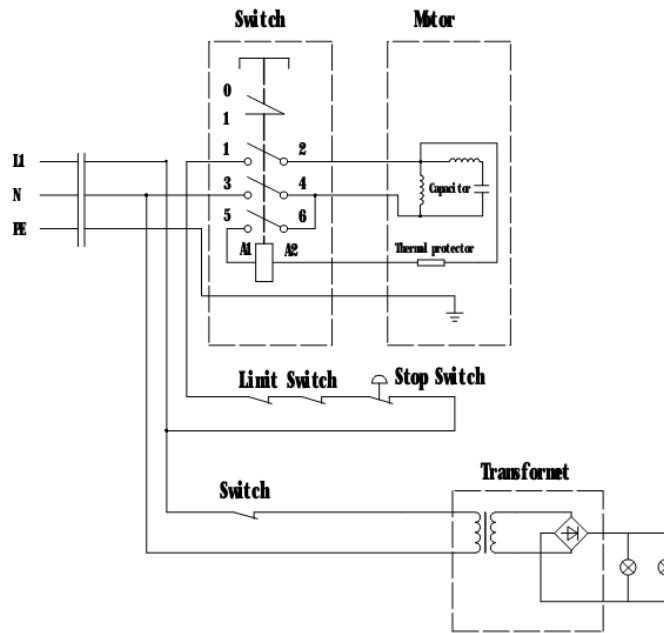 Switch
Motor
0
1
L1
1
2
N
3
4
Capacitor
PE
5
6
A1
A2
Thermal protector
Limit Switch
Stop Switch
Switch
Transformet